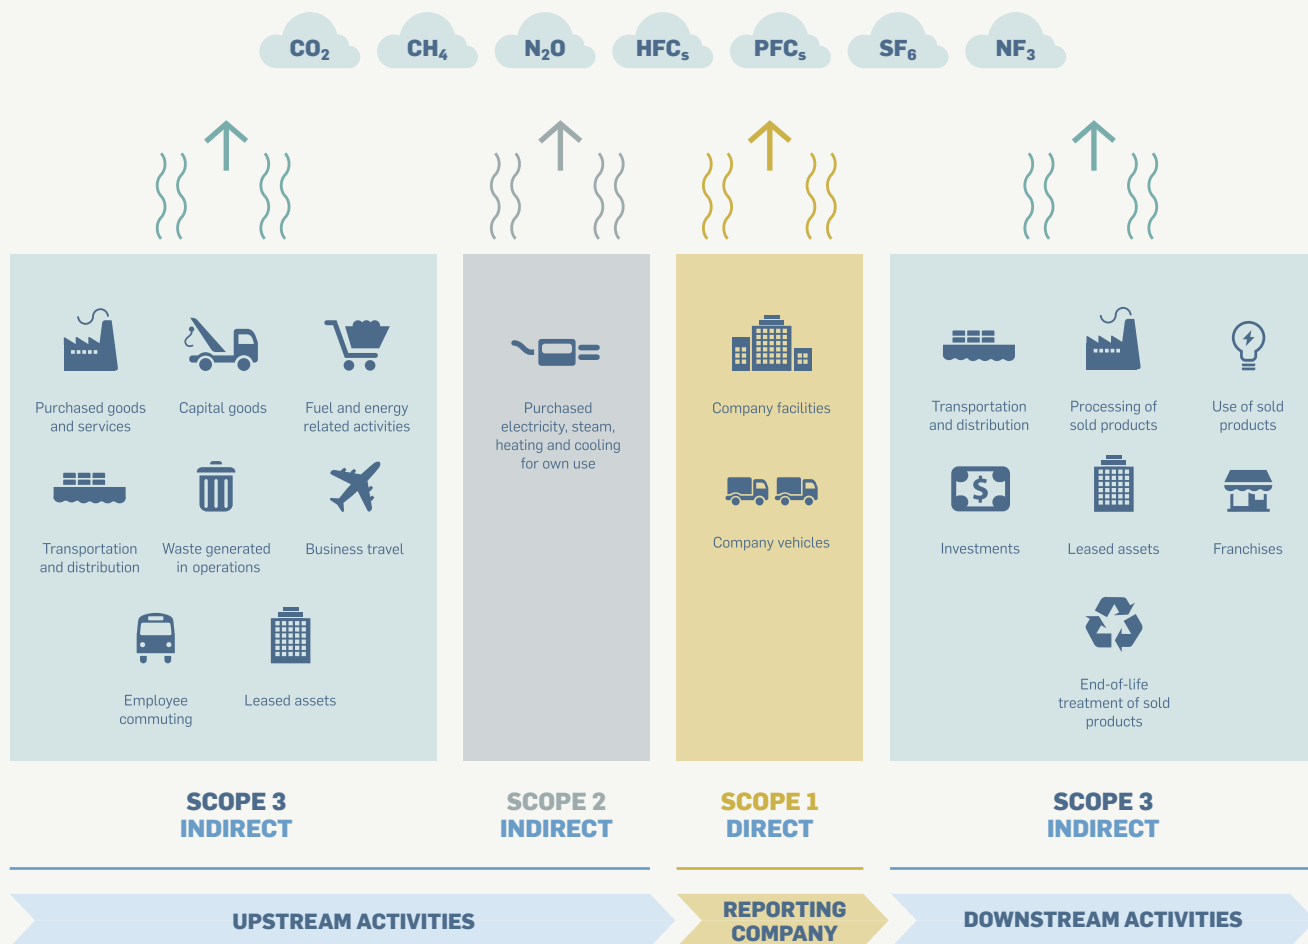 CO₂ CH₄ N₂O HFCs PFCs SF₆ NF₃
Purchased goods
and services
Capital goods
Fuel and energy
related activities
Transportation
and distribution
Waste generated
in operations
Business travel
Employee
commuting
Leased assets
Purchased
electricity, steam,
heating and cooling
for own use
Company facilities
Company vehicles
Transportation
and distribution
Processing of
sold products
Use of sold
products
Investments
Leased assets
Franchises
$
End-of-life
treatment of sold
products
SCOPE 3
INDIRECT
SCOPE 2
INDIRECT
SCOPE 1
DIRECT
SCOPE 3
INDIRECT
UPSTREAM ACTIVITIES
REPORTING
COMPANY
DOWNSTREAM ACTIVITIES